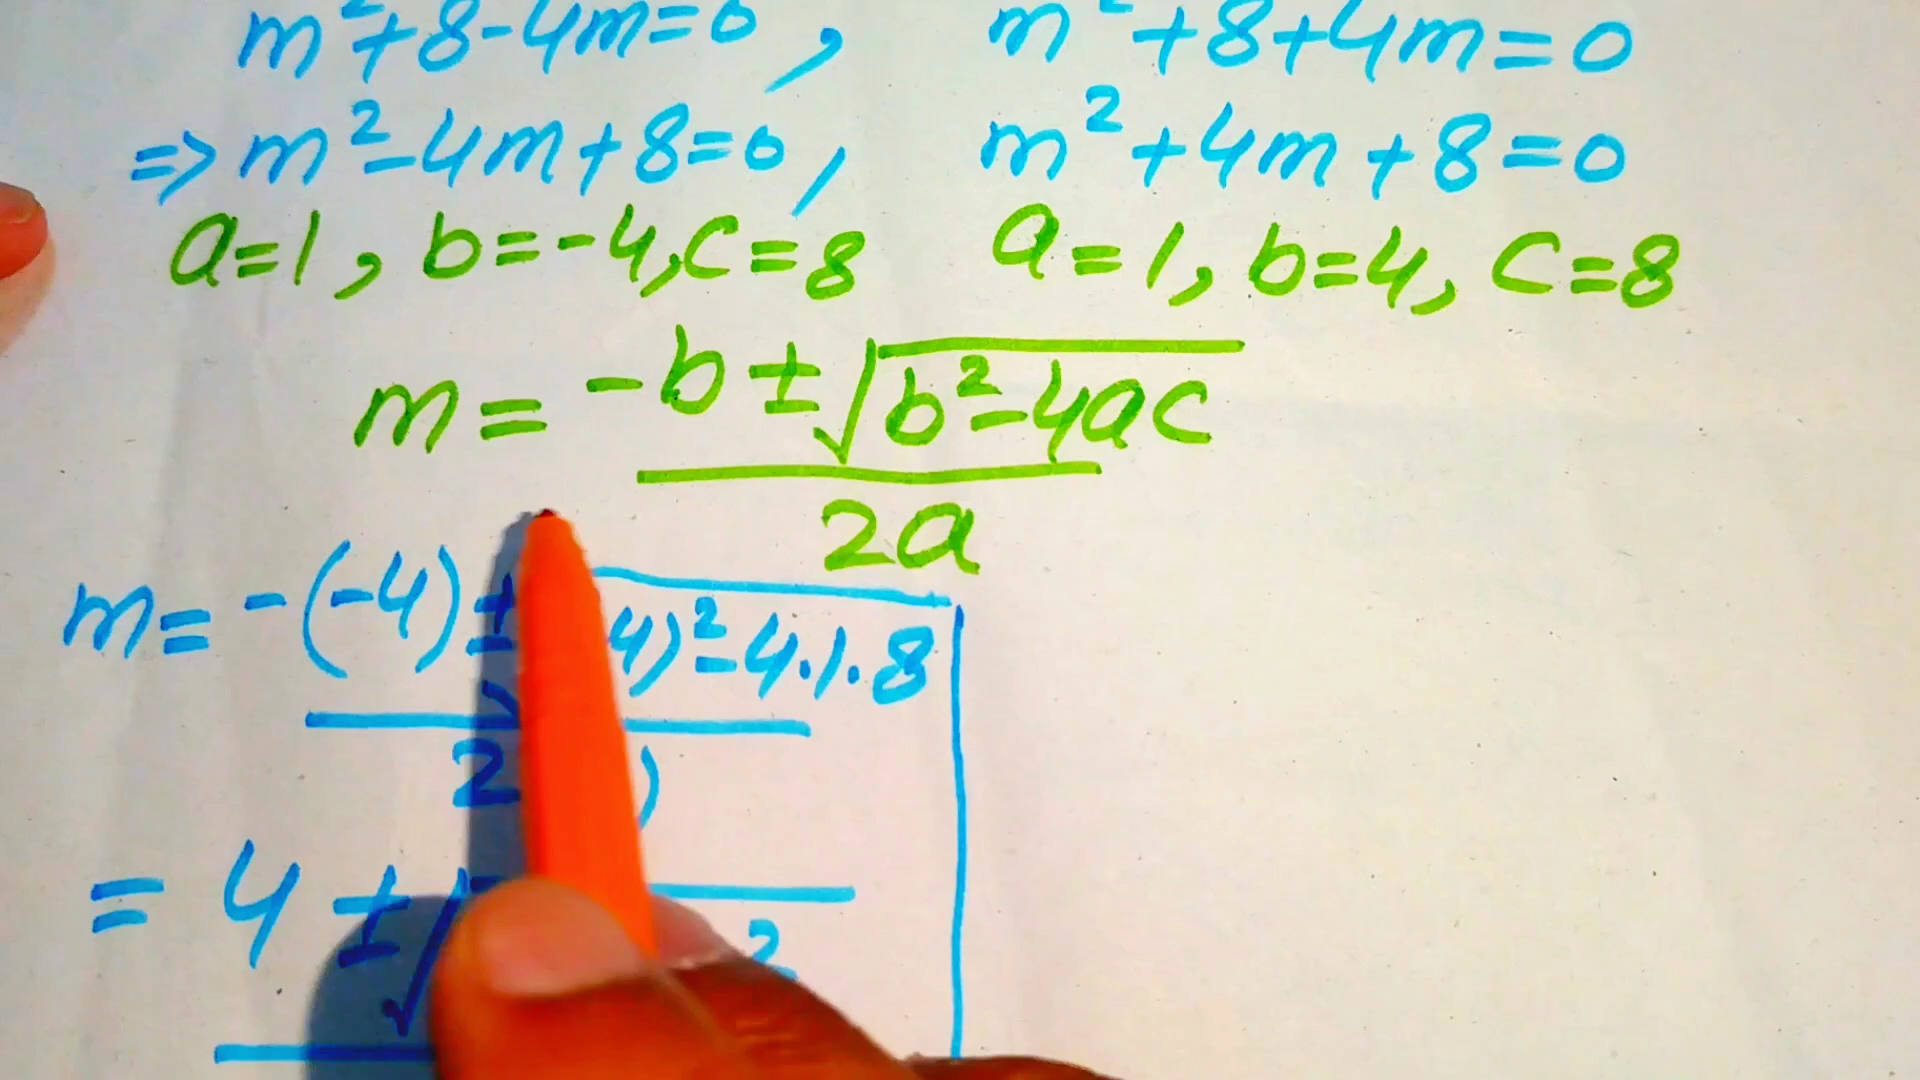 m²+8-4m=0, m²+8+4m=0
=> m²-4m+8=0, m²+4m+8=0
a=1, b=-4, c=8 a=1, b=4, c=8
m= -b ± √b²-4ac
2a
m= -(-4) ± 4)²-4.1.8
2 )
= 4 ± √ 2